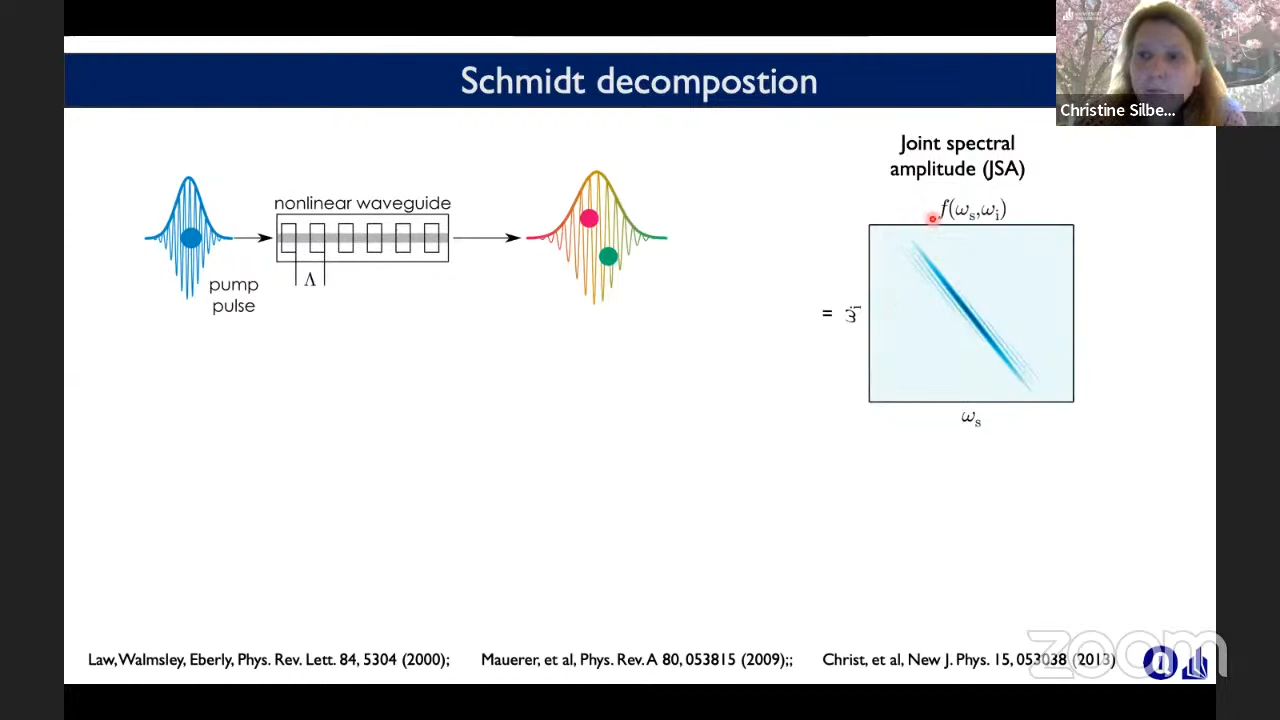 Schmidt decompostion
Christine Silbe...
Joint spectral
amplitude (JSA)
f(ωs,ωi)
nonlinear waveguide
Λ
pump
pulse
= ωi
ωs
Law, Walmsley, Eberly, Phys. Rev. Lett. 84, 5304 (2000);
Mauerer, et al, Phys. Rev. A 80, 053815 (2009);;
Christ, et al, New J. Phys. 15, 053038 (2013)
zoom